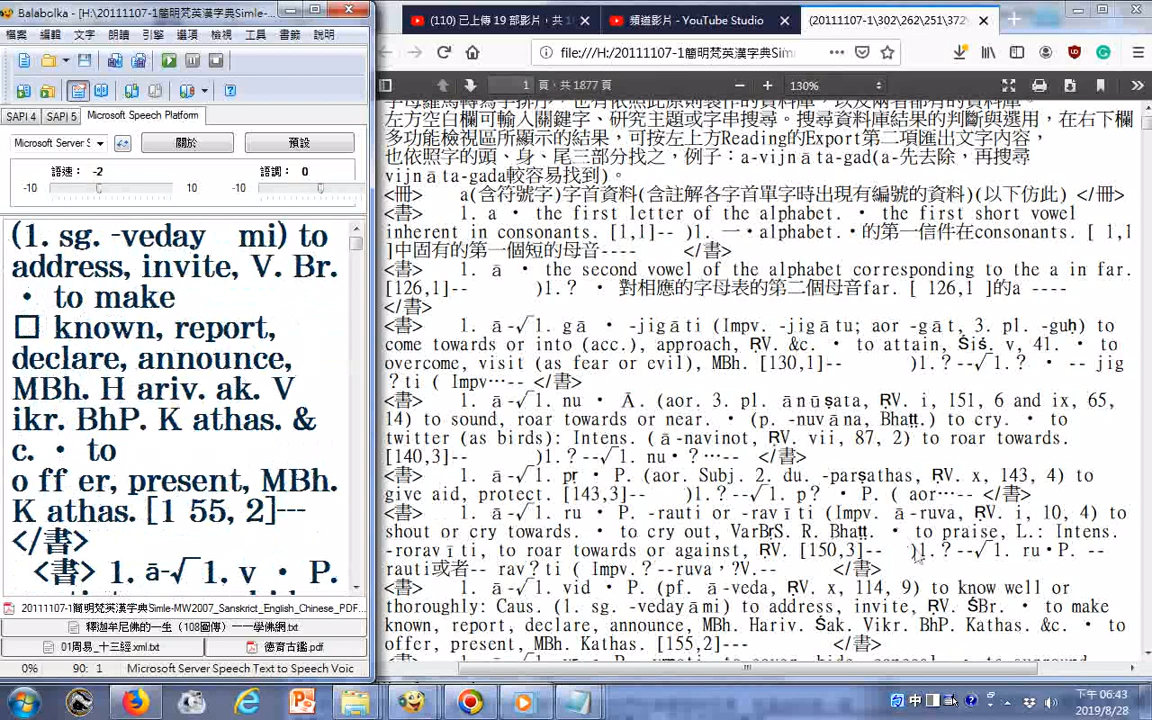 Balabolka - [H:\20111107-1簡明梵英漢字典Simle-...
檔案 編輯 文字 朗讀 引擎 選項 檢視 工具 書籤 說明
SAPI 4 SAPI 5 Microsoft Speech Platform
Microsoft Server S 關於 預設
語速： -2 語調： 0
-10 10 -10
(1. sg. -veday mi) to
address, invite, V. Br.
• to make
□ known, report,
declare, announce,
MBh. H ariv. ak. V
ikr. BhP. K athas. &
c. • to
o ff er, present, MBh.
K athas. [1 55, 2]---
</書>
<書> 1. ā-√1. v • P.
20111107-1簡明梵英漢字典Simle-MW2007_Sanskrict_English_Chinese_PDF...
釋迦牟尼佛的一生（108國傳）一一學佛網.txt
01周易_十三經xml.txt 德育古鑑.pdf
0% 90: 1 Microsoft Server Speech Text to Speech Voic
(110) 已上傳 19 部影片，共 1 頻道影片 - YouTube Studio (20111107-1\302\262\251\372
file:///H:/20111107-1簡明梵英漢字典Sim
1 頁，共 1877 頁 130%
左方空白欄可輸入關鍵字、研究主題或字串搜尋。搜尋資料庫結果的判斷與選用，在右下欄
多功能檢視區所顯示的結果，可按左上方Reading的Export第二項匯出文字內容，
也依照字的頭、身、尾三部分找之，例子：a-vijnāta-gad(a-先去除，再搜尋
vijnāta-gada較容易找到)。
<冊> a(含符號字)字首資料(含註解各字首單字時出現有編號的資料)(以下仿此) </冊>
<書> 1. a • the first letter of the alphabet. • the first short vowel
inherent in consonants. [1,1]-- )1. 一•alphabet.•的第一信件在consonants. [ 1,1
]中固有的第一個短的母音---- </書>
<書> 1. ā • the second vowel of the alphabet corresponding to the a in far.
[126,1]-- )1.? • 對相應的字母表的第二個母音far. [ 126,1 ]的a ----
</書>
<書> 1. ā-√1. gā • -jigāti (Impv. -jigātu; aor -gāt, 3. pl. -guḥ) to
come towards or into (acc.), approach, ṚV. &c. • to attain, Śiś. v, 41. • to
overcome, visit (as fear or evil), MBh. [130,1]-- )1.?--√1.? • -- jig
?ti ( Impv…-- </書>
<書> 1. ā-√1. nu • Ā. (aor. 3. pl. ānūṣata, ṚV. i, 151, 6 and ix, 65,
14) to sound, roar towards or near. • (p. -nuvāna, Bhaṭṭ.) to cry. • to
twitter (as birds): Intens. (ā-navinot, ṚV. vii, 87, 2) to roar towards.
[140,3]-- )1.?--√1. nu•?…-- </書>
<書> 1. ā-√1. pṛ • P. (aor. Subj. 2. du. -parṣathas, ṚV. x, 143, 4) to
give aid, protect. [143,3]-- )1.?--√1. p? • P. ( aor…-- </書>
<書> 1. ā-√1. ru • P. -rauti or -ravīti (Impv. ā-ruva, ṚV. i, 10, 4) to
shout or cry towards. • to cry out, VarBṛS. R. Bhaṭṭ. • to praise, L.: Intens.
-roravīti, to roar towards or against, ṚV. [150,3]-- )1.?--√1. ru•P. --
rauti或者-- rav?ti ( Impv.?--ruva，?V.-- </書>
<書> 1. ā-√1. vid • P. (pf. ā-veda, ṚV. x, 114, 9) to know well or
thoroughly: Caus. (1. sg. -vedayāmi) to address, invite, ṚV. ŚBr. • to make
known, report, declare, announce, MBh. Hariv. Śak. Vikr. BhP. Kathas. &c. • to
offer, present, MBh. Kathas. [155,2]--- </書>
下午 06:43
2019/8/28